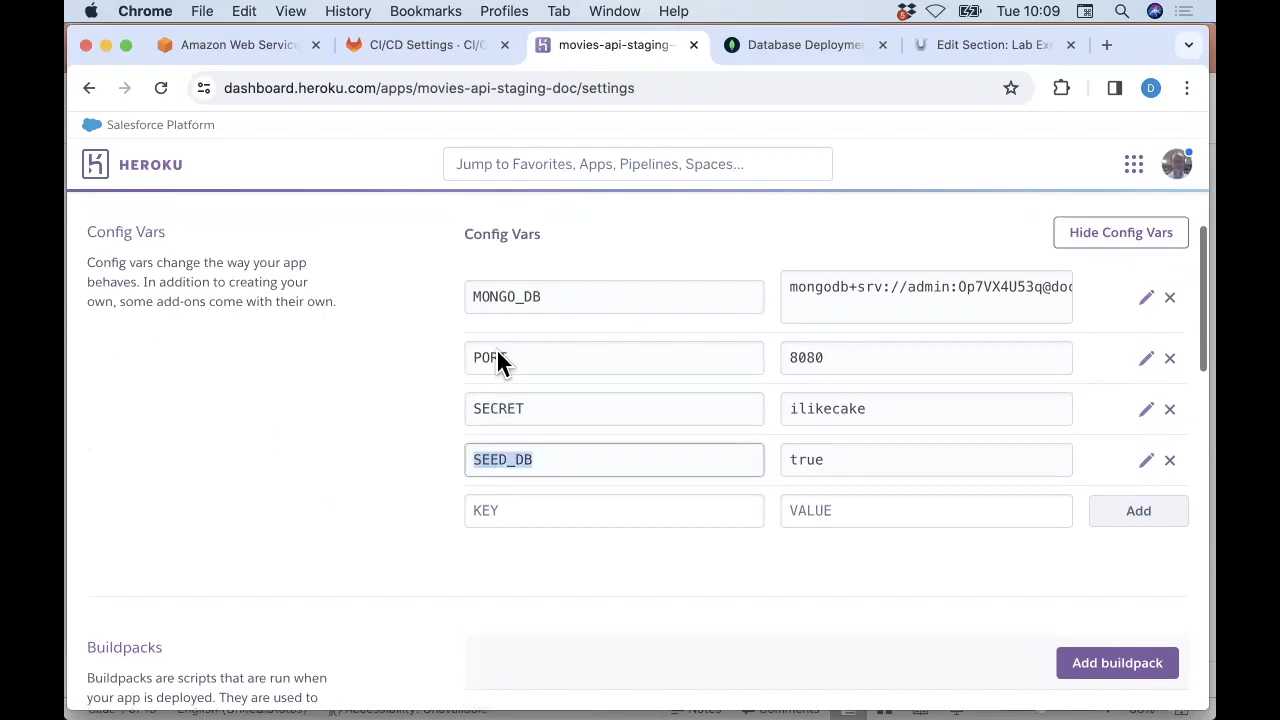 Chrome File Edit View History Bookmarks Profiles Tab Window Help Tue 10:09
Amazon Web Service CI/CD Settings · CI/ movies-api-staging- Database Deployme Edit Section: Lab Ex
dashboard.heroku.com/apps/movies-api-staging-doc/settings D
Salesforce Platform
HEROKU Jump to Favorites, Apps, Pipelines, Spaces...
Config Vars Config Vars Hide Config Vars
Config vars change the way your app
behaves. In addition to creating your
own, some add-ons come with their own.
MONGO_DB mongodb+srv://admin:Op7VX4U53q@doc
PORT 8080
SECRET ilikecake
SEED_DB true
KEY VALUE Add
Buildpacks
Buildpacks are scripts that are run when Add buildpack
your app is deployed. They are used to